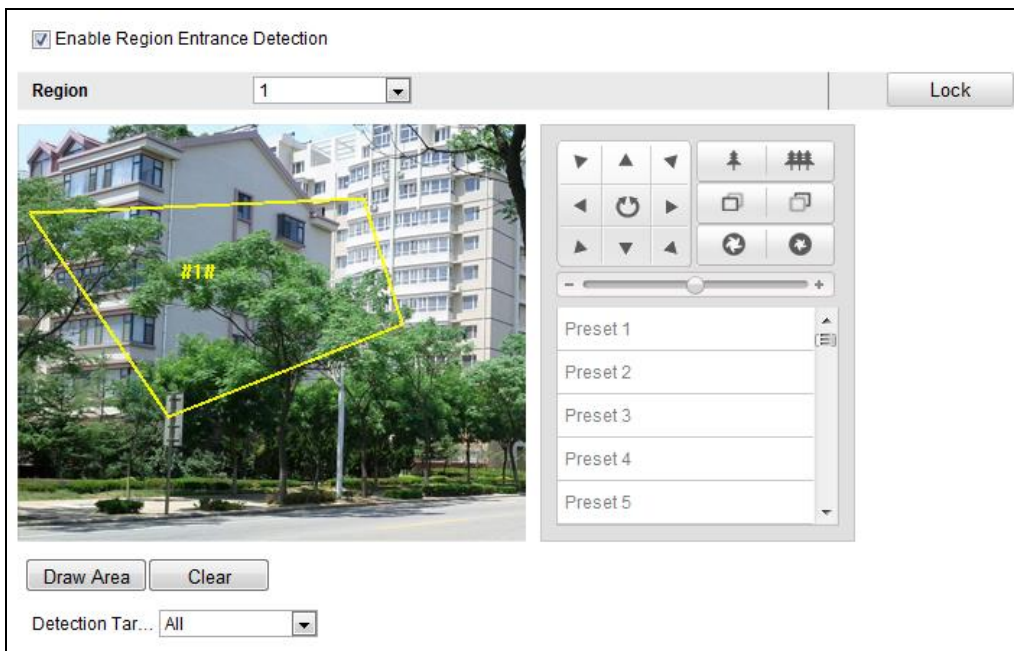 Enable Region Entrance Detection
Region 1 Lock
#1#
Preset 1
Preset 2
Preset 3
Preset 4
Preset 5
Draw Area Clear
Detection Tar... All